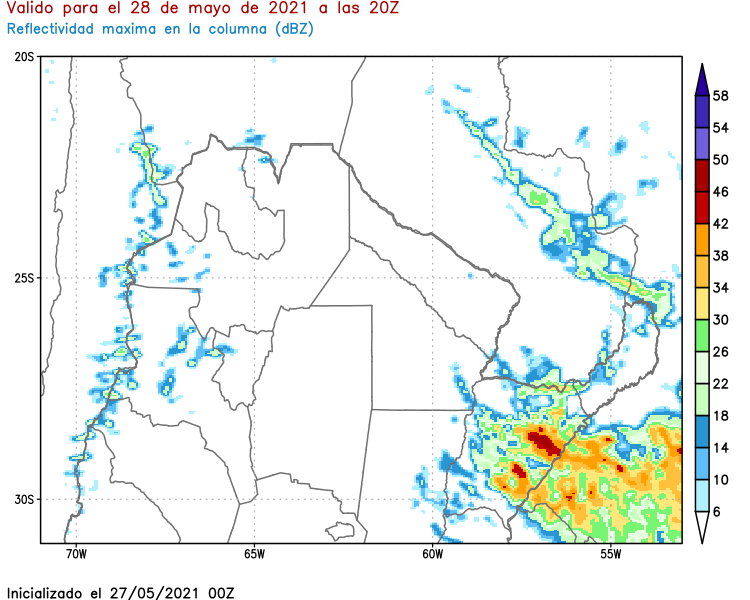 Valido para el 28 de mayo de 2021 a las 20Z
Reflectividad maxima en la columna (dBZ)
20S
25S
30S
70W
65W
60W
55W
58
54
50
46
42
38
34
30
26
22
18
14
10
6
Inicializado el 27/05/2021 00Z